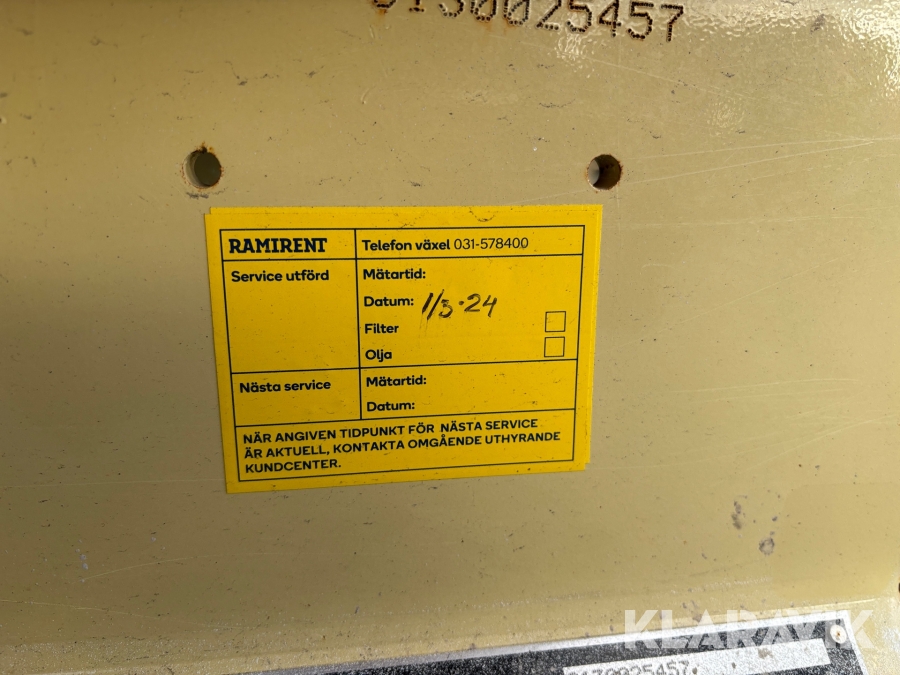 0130025457
RAMIRENT
Telefon växel 031-578400
Service utförd
Mätartid:
Datum: 1/3-24
Filter
Olja
Nästa service
Mätartid:
Datum:
NÄR ANGIVEN TIDPUNKT FÖR NÄSTA SERVICE
ÄR AKTUELL, KONTAKTA OMGÅENDE UTHYRANDE
KUNDCENTER.
KLARAVIK
0130025457.